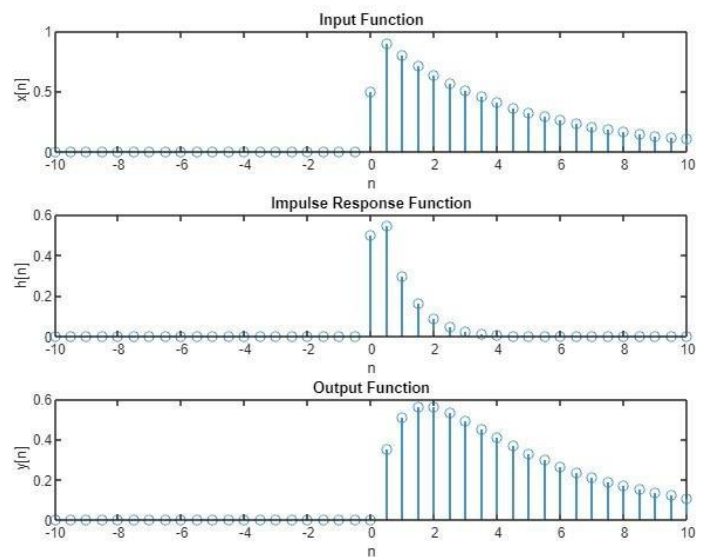 Input Function
1
0.5
0
x[n]
-10 -8 -6 -4 -2 0 2 4 6 8 10
n
Impulse Response Function
0.6
0.4
0.2
0
h[n]
-10 -8 -6 -4 -2 0 2 4 6 8 10
n
Output Function
0.6
0.4
0.2
0
y[n]
-10 -8 -6 -4 -2 0 2 4 6 8 10
n